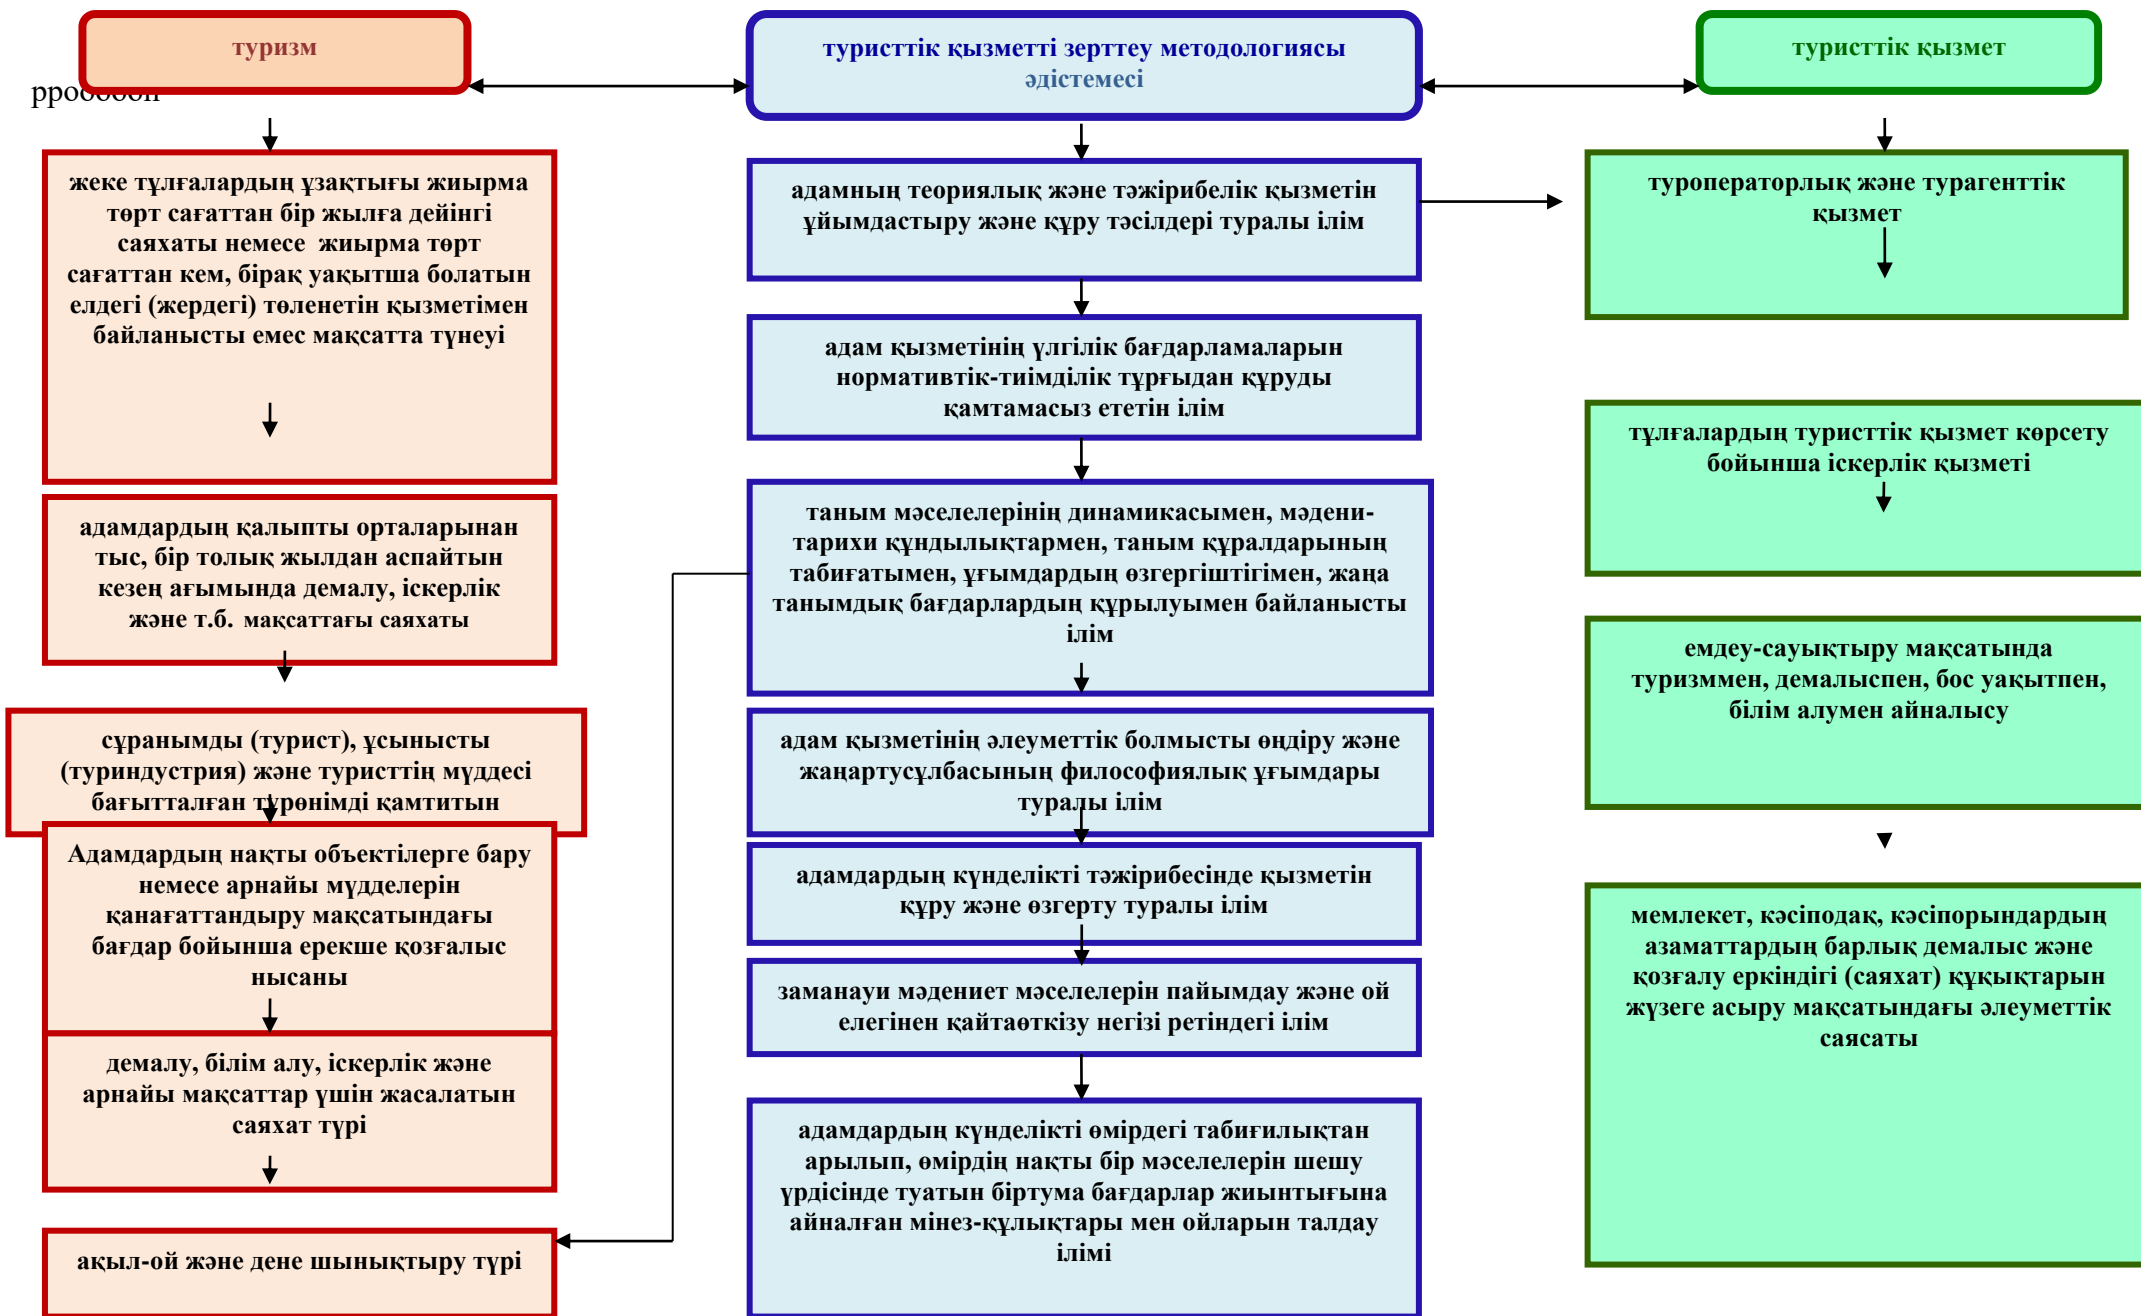 туризм
туристтік қызметті зерттеу методологиясы
әдістемесі
туристтік қызмет
жеке тұлғалардың ұзақтығы жиырма
төрт сағаттан бір жылға дейінгі
саяхаты немесе жиырма төрт
сағаттан кем, бірақ уақытша болатын
елдегі (жердегі) төленетін қызметімен
байланысты емес мақсатта түнеуі
адамдардың қалыпты орталарынан
тыс, бір толық жылдан аспайтын
кезең ағымында демалу, іскерлік
және т.б. мақсаттағы саяхаты
сұранымды (турист), ұсынысты
(туриндустрия) және туристтің мүддесі
бағытталған турөнімді қамтитын
Адамдардың нақты объектілерге бару
немесе арнайы мүдделерін
қанағаттандыру мақсатындағы
бағдар бойынша ерекше қозғалыс
нысаны
демалу, білім алу, іскерлік және
арнайы мақсаттар үшін жасалатын
саяхат түрі
ақыл-ой және дене шынықтыру түрі
адамның теориялық және тәжірибелік қызметін
ұйымдастыру және құру тәсілдері туралы ілім
адам қызметінің үлгілік бағдарламаларын
нормативтік-тиімділік тұрғыдан құруды
қамтамасыз ететін ілім
таным мәселелерінің динамикасымен, мәдени-
тарихи құндылықтармен, таным құралдарының
табиғатымен, ұғымдардың өзгергіштігімен, жаңа
танымдық бағдарлардың құрылуымен байланысты
ілім
адам қызметінің әлеуметтік болмысты өңдіру және
жаңартусұлбасының философиялық ұғымдары
туралы ілім
адамдардың күнделікті тәжірибесінде қызметін
құру және өзгерту туралы ілім
заманауи мәдениет мәселелерін пайымдау және ой
елегінен қайтаөткізу негізі ретіндегі ілім
адамдардың күнделікті өмірдегі табиғилықтан
арылып, өмірдің нақты бір мәселелерін шешу
үрдісінде туатын біртума бағдарлар жиынтығына
айналған мінез-құлықтары мен ойларын талдау
ілімі
туроператорлық және турагенттік
қызмет
тұлғалардың туристтік қызмет көрсету
бойынша іскерлік қызметі
емдеу-сауықтыру мақсатында
туризммен, демалыспен, бос уақытпен,
білім алумен айналысу
мемлекет, кәсіподақ, кәсіпорындардың
азаматтардың барлық демалыс және
қозғалу еркіндігі (саяхат) құқықтарын
жүзеге асыру мақсатындағы әлеуметтік
саясаты